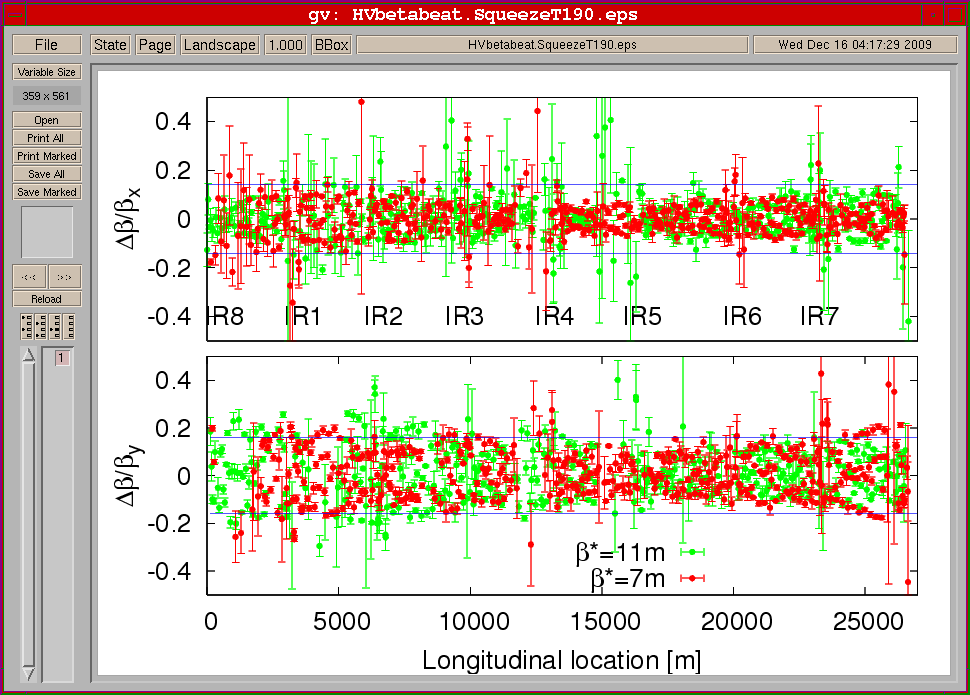 gv: HVbetabeat.SqueezeT190.eps
File State Page Landscape 1.000 BBox HVbetabeat.SqueezeT190.eps Wed Dec 16 04:17:29 2009
Variable Size
359 x 561
Open
Print All
Print Marked
Save All
Save Marked
<< >>
Reload
1
0.4
0.2
0
-0.2
-0.4
Δβ/βx
IR8 IR1 IR2 IR3 IR4 IR5 IR6 IR7
0.4
0.2
0
-0.2
-0.4
Δβ/βy
β*=11m
β*=7m
0 5000 10000 15000 20000 25000
Longitudinal location [m]